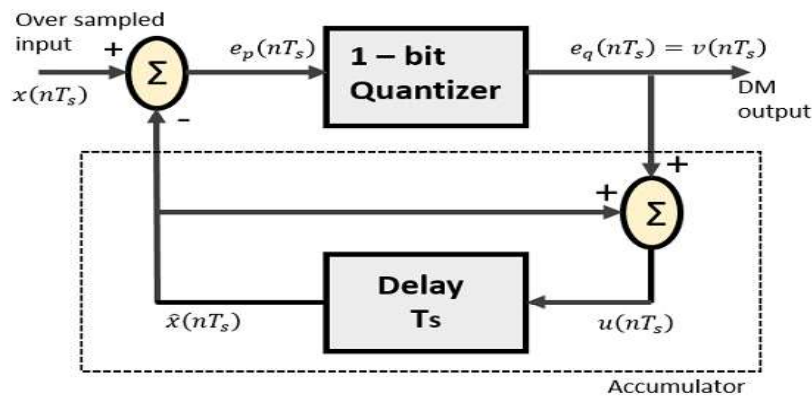 Over sampled
input
+
Σ
e_p(nT_s)
1 – bit
Quantizer
e_q(nT_s) = v(nT_s)
x(nT_s)
-
DM
output
+
+
Σ
Delay
Ts
x̂(nT_s)
u(nT_s)
Accumulator